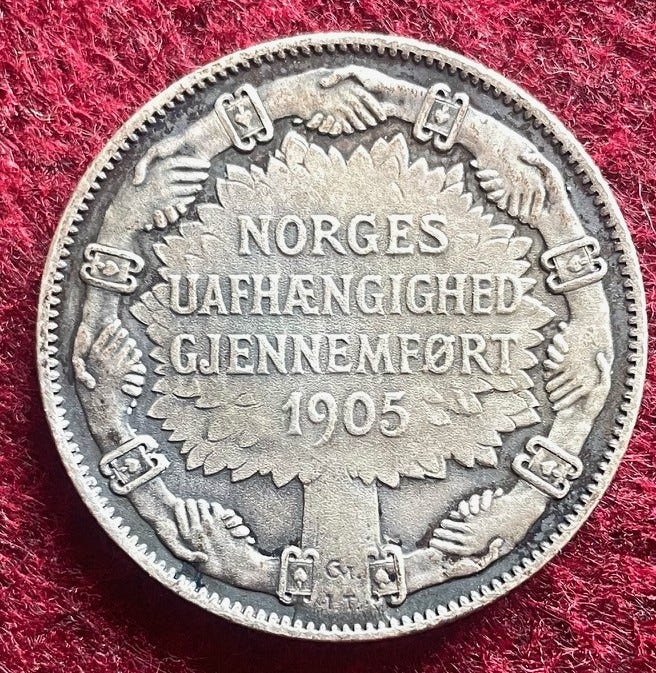 NORGES
UAFHÆNGIGHED
GJENNEMFØRT
1905
I.T.